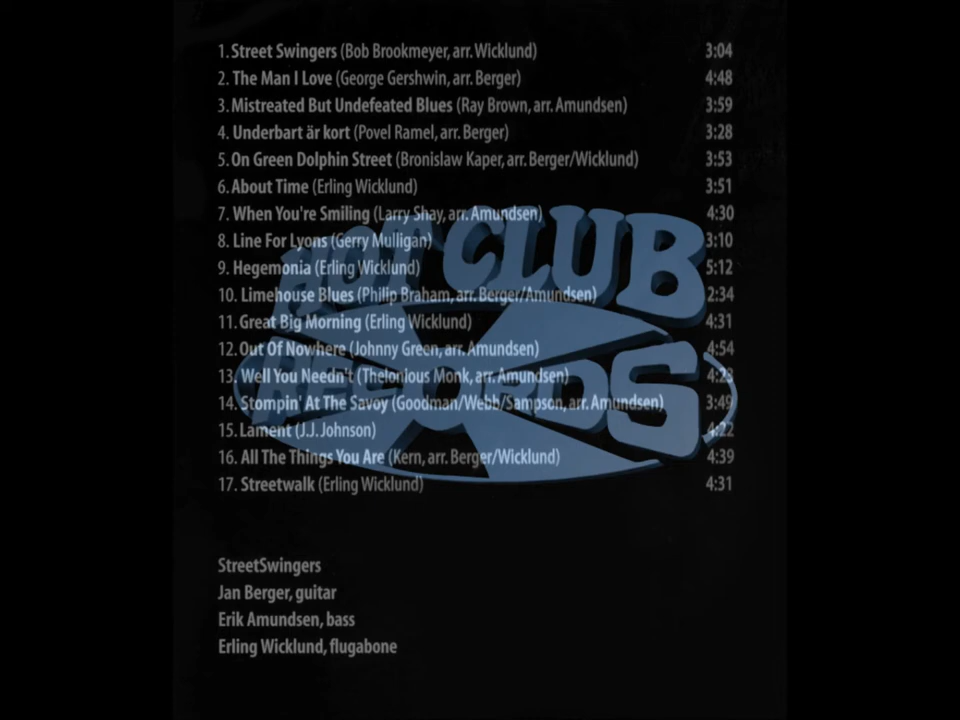 1. Street Swingers (Bob Brookmeyer, arr. Wicklund) 3:04
2. The Man I Love (George Gershwin, arr. Berger) 4:48
3. Mistreated But Undefeated Blues (Ray Brown, arr. Amundsen) 3:59
4. Underbart är kort (Povel Ramel, arr. Berger) 3:28
5. On Green Dolphin Street (Bronislaw Kaper, arr. Berger/Wicklund) 3:53
6. About Time (Erling Wicklund) 3:51
7. When You're Smiling (Larry Shay, arr. Amundsen) 4:30
8. Line For Lyons (Gerry Mulligan) 3:10
9. Hegemonia (Erling Wicklund) 5:12
10. Limehouse Blues (Philip Braham, arr. Berger/Amundsen) 2:34
11. Great Big Morning (Erling Wicklund) 4:31
12. Out Of Nowhere (Johnny Green, arr. Amundsen) 4:54
13. Well You Needn't (Thelonious Monk, arr. Amundsen) 4:23
14. Stompin' At The Savoy (Goodman/Webb/Sampson, arr. Amundsen) 3:49
15. Lament (J.J. Johnson) 4:22
16. All The Things You Are (Kern, arr. Berger/Wicklund) 4:39
17. Streetwalk (Erling Wicklund) 4:31
HOT CLUB
RECORDS
StreetSwingers
Jan Berger, guitar
Erik Amundsen, bass
Erling Wicklund, flugabone